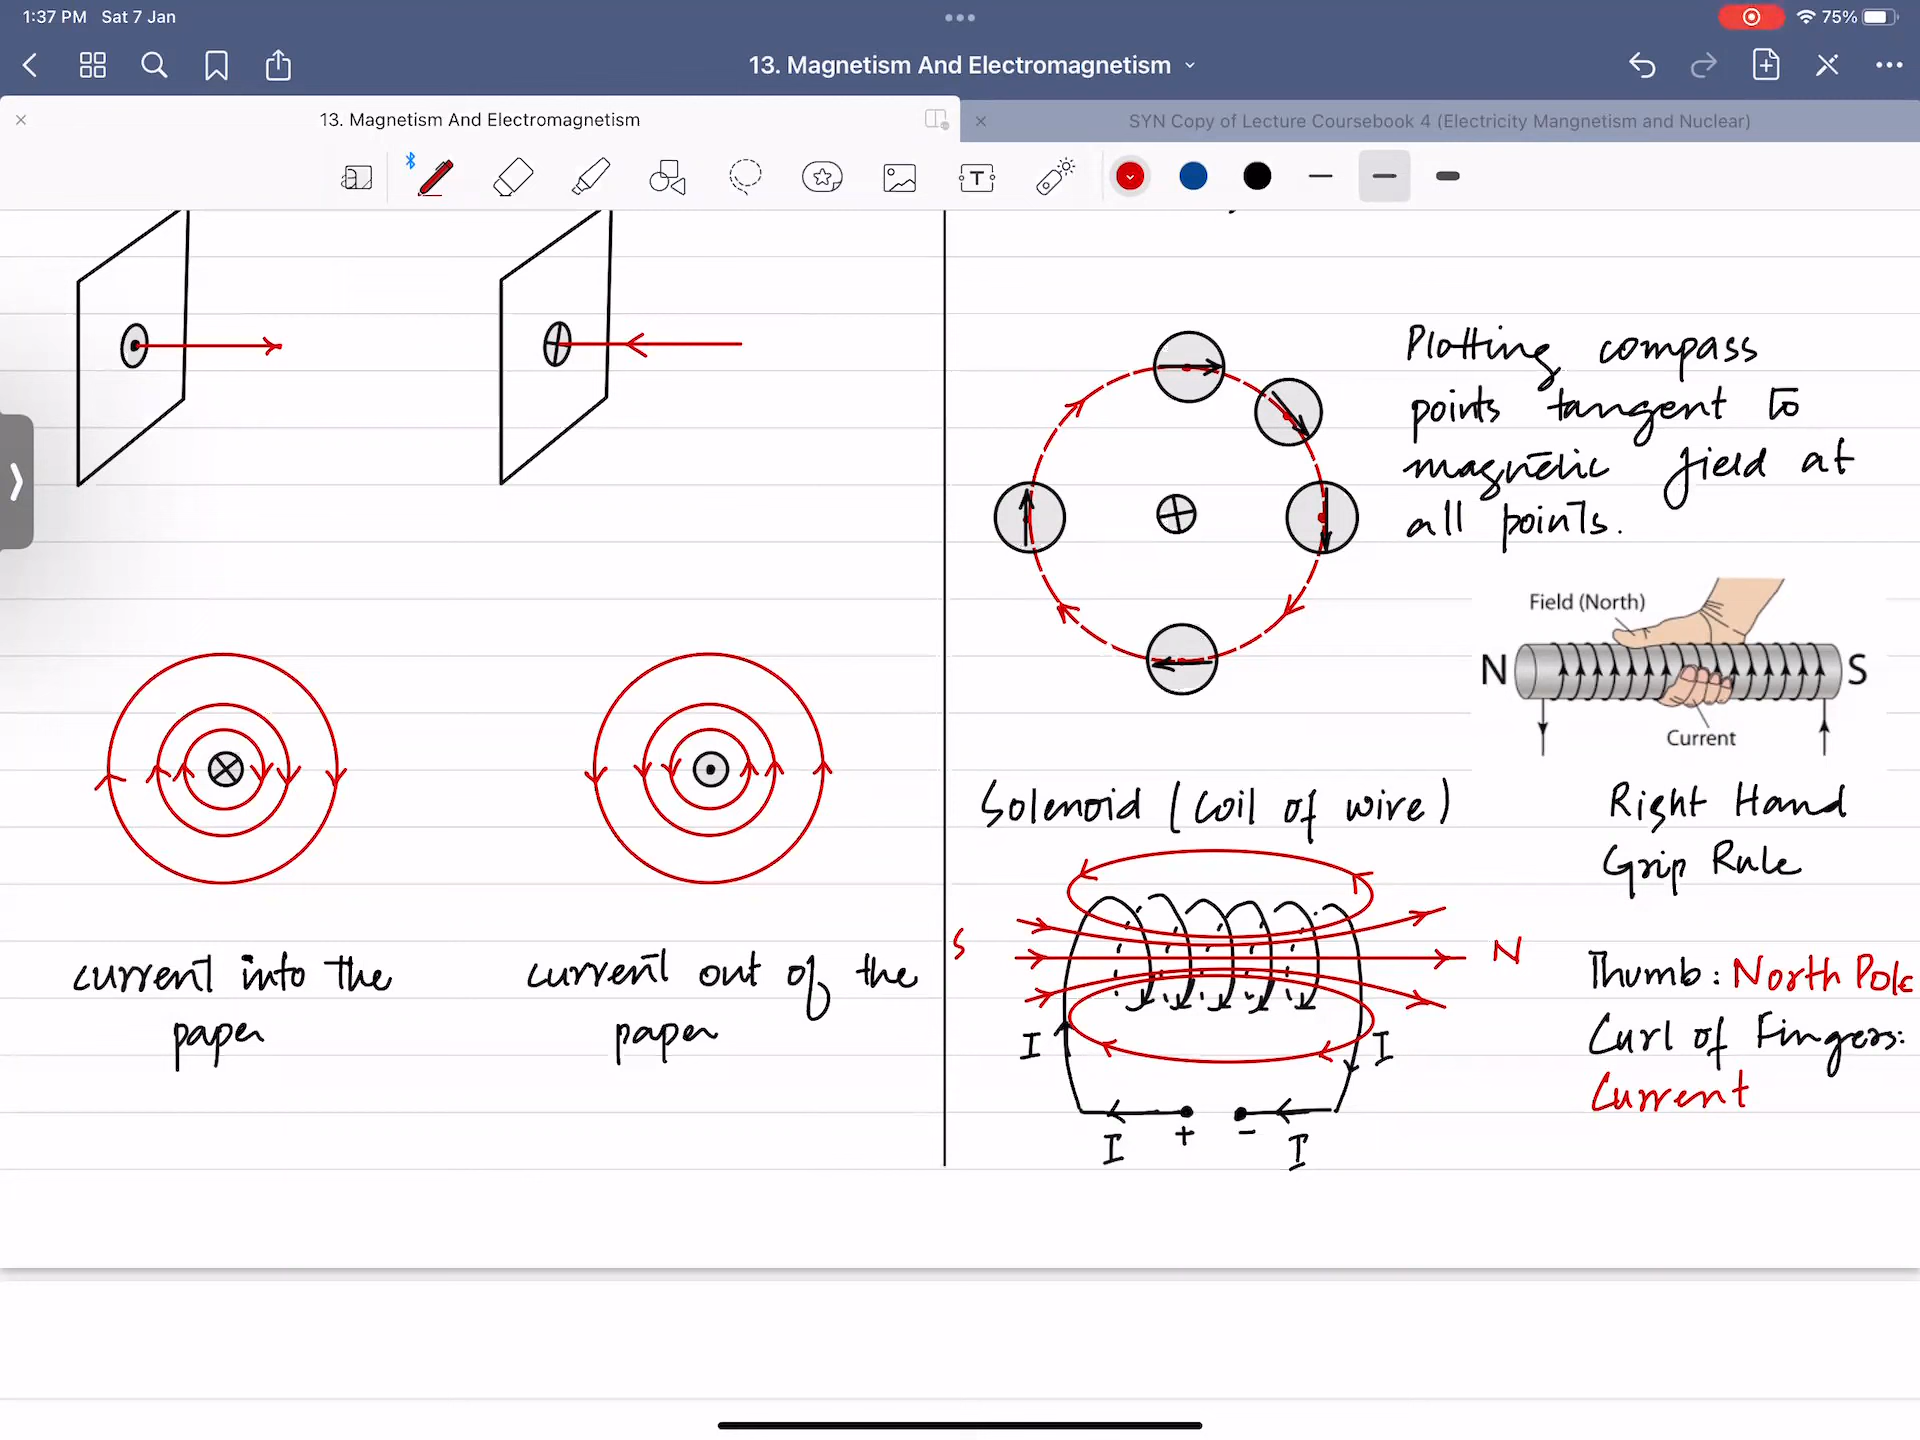 1:37 PM Sat 7 Jan
75%
13. Magnetism And Electromagnetism
13. Magnetism And Electromagnetism
SYN Copy of Lecture Coursebook 4 (Electricity Mangnetism and Nuclear)
a
T
Plotting compass
points tangent to
magnetic field at
all points.
Field (North)
N
S
Current
Solenoid (coil of wire)
Right Hand
Grip Rule
S
N
current into the
paper
current out of the
paper
Thumb: North Pole
Curl of Fingers:
Current
I
I
I + - I